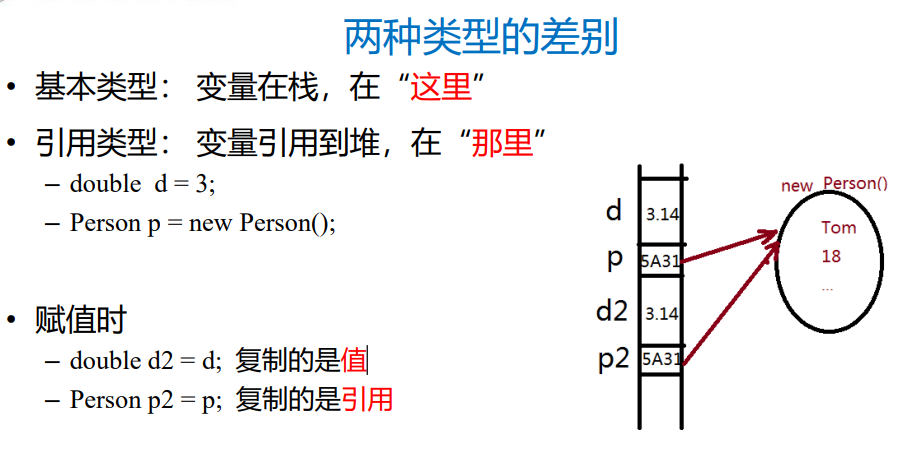 两种类型的差别
• 基本类型： 变量在栈，在“这里”
• 引用类型： 变量引用到堆，在“那里”
– double d = 3;
– Person p = new Person();
• 赋值时
– double d2 = d; 复制的是值
– Person p2 = p; 复制的是引用
new Person()
d 3.14
Tom
p 5A31
18
...
d2 3.14
p2 5A31